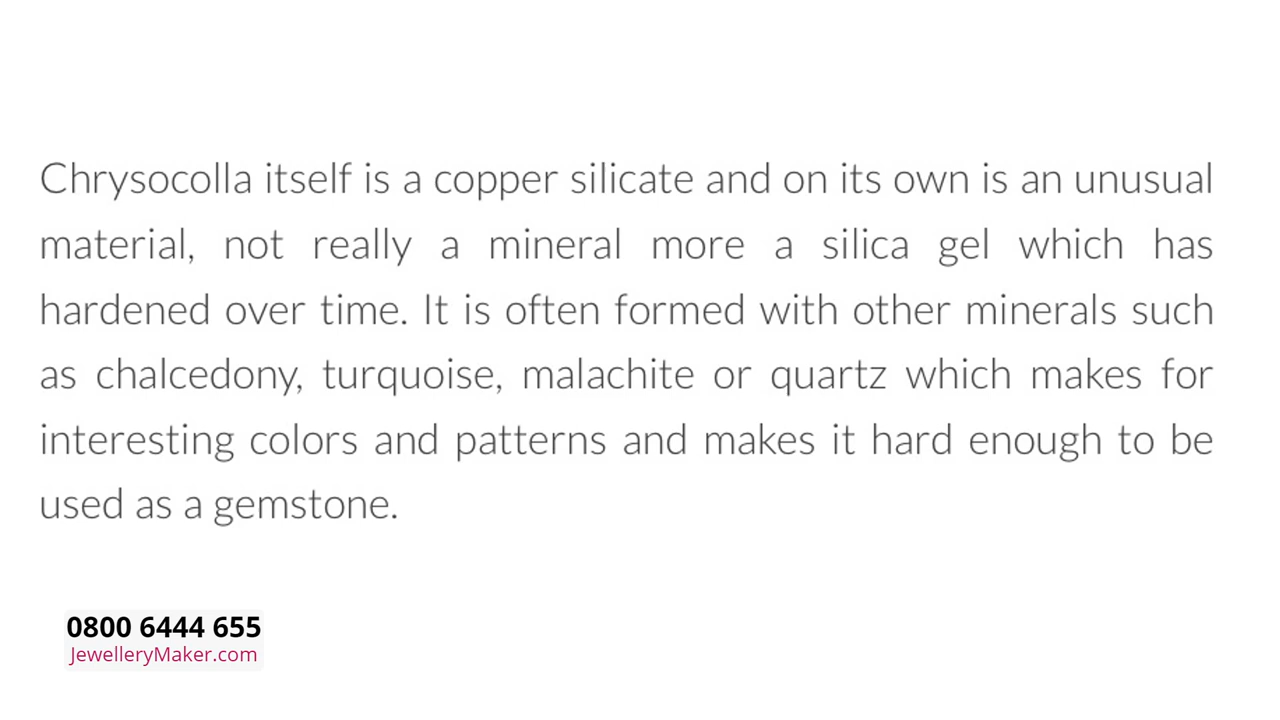 Chrysocolla itself is a copper silicate and on its own is an unusual
material, not really a mineral more a silica gel which has
hardened over time. It is often formed with other minerals such
as chalcedony, turquoise, malachite or quartz which makes for
interesting colors and patterns and makes it hard enough to be
used as a gemstone.
0800 6444 655
JewelleryMaker.com